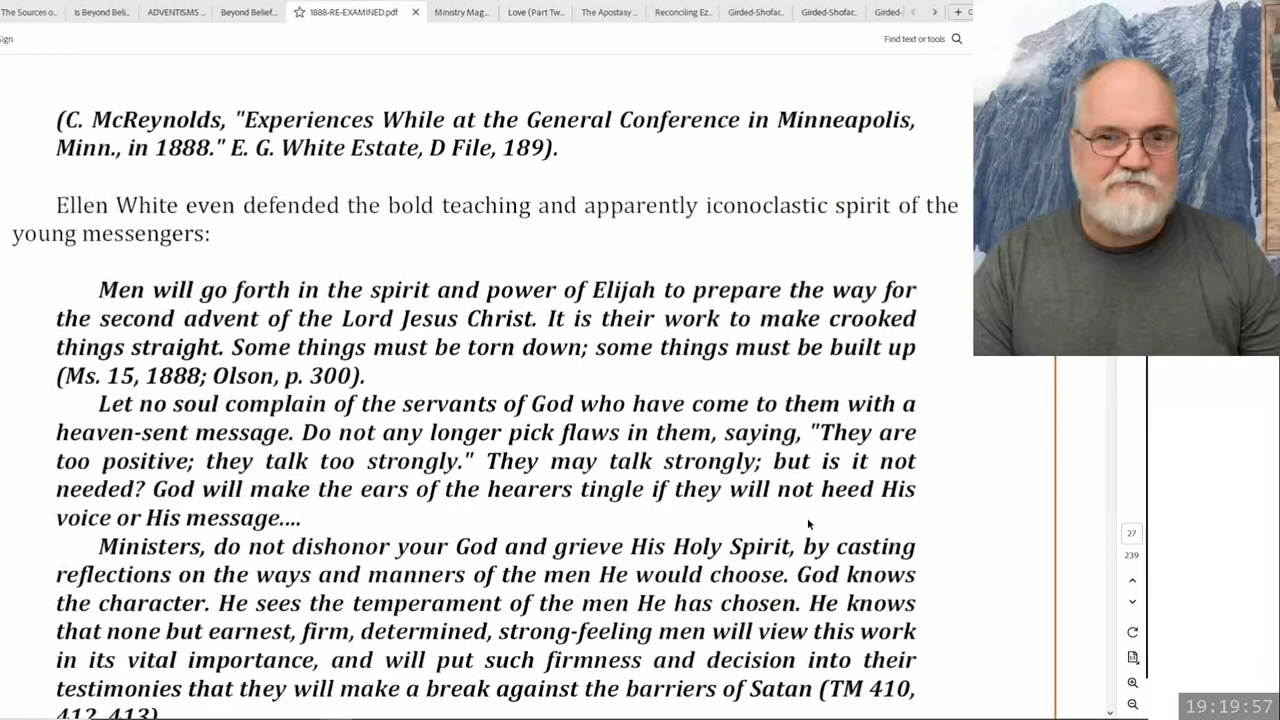 The Sources o...
Is Beyond Beli...
ADVENTISMS ...
Beyond Belief...
1888-RE-EXAMINED.pdf
Ministry Mag...
Love (Part Tw...
The Apostasy ...
Reconciling Ez...
Girded-Shofar...
Girded-Shofar...
Girded-
Find text or tools
(C. McReynolds, "Experiences While at the General Conference in Minneapolis,
Minn., in 1888." E. G. White Estate, D File, 189).
Ellen White even defended the bold teaching and apparently iconoclastic spirit of the
young messengers:
Men will go forth in the spirit and power of Elijah to prepare the way for
the second advent of the Lord Jesus Christ. It is their work to make crooked
things straight. Some things must be torn down; some things must be built up
(Ms. 15, 1888; Olson, p. 300).
Let no soul complain of the servants of God who have come to them with a
heaven-sent message. Do not any longer pick flaws in them, saying, "They are
too positive; they talk too strongly." They may talk strongly; but is it not
needed? God will make the ears of the hearers tingle if they will not heed His
voice or His message....
Ministers, do not dishonor your God and grieve His Holy Spirit, by casting
reflections on the ways and manners of the men He would choose. God knows
the character. He sees the temperament of the men He has chosen. He knows
that none but earnest, firm, determined, strong-feeling men will view this work
in its vital importance, and will put such firmness and decision into their
testimonies that they will make a break against the barriers of Satan (TM 410,
412, 413)
27
239
19:19:57